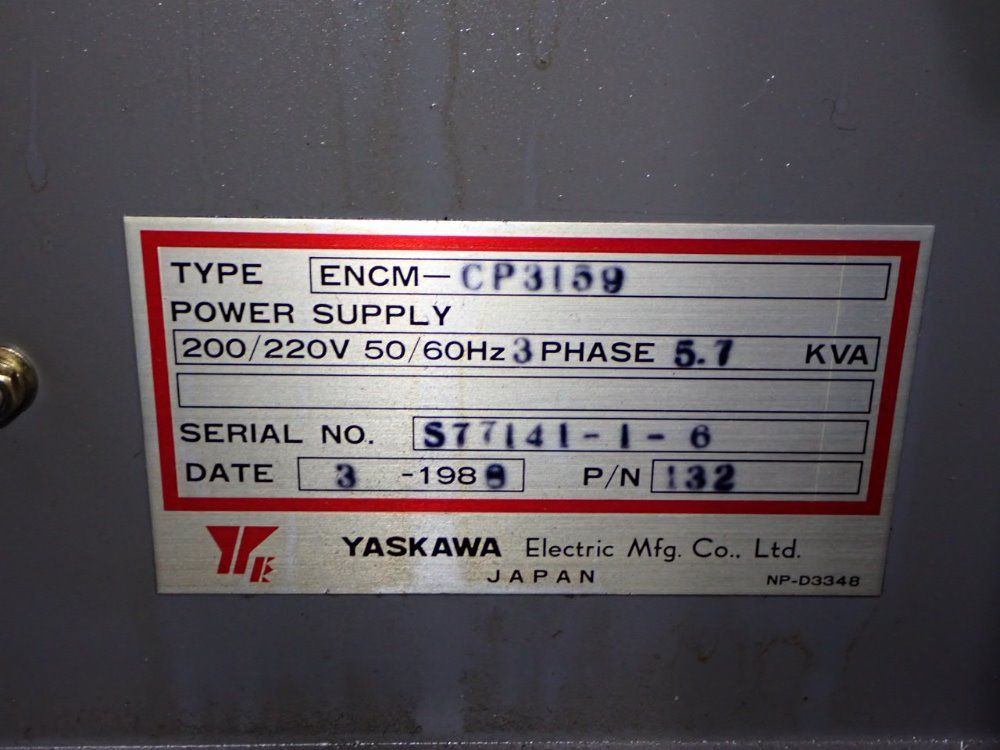 TYPE ENCM-CP3159
POWER SUPPLY
200/220V 50/60Hz 3 PHASE 5.7 KVA
SERIAL NO. S77141-1-6
DATE 3 -1988 P/N 132
YASKAWA Electric Mfg. Co., Ltd.
JAPAN
NP-D3348